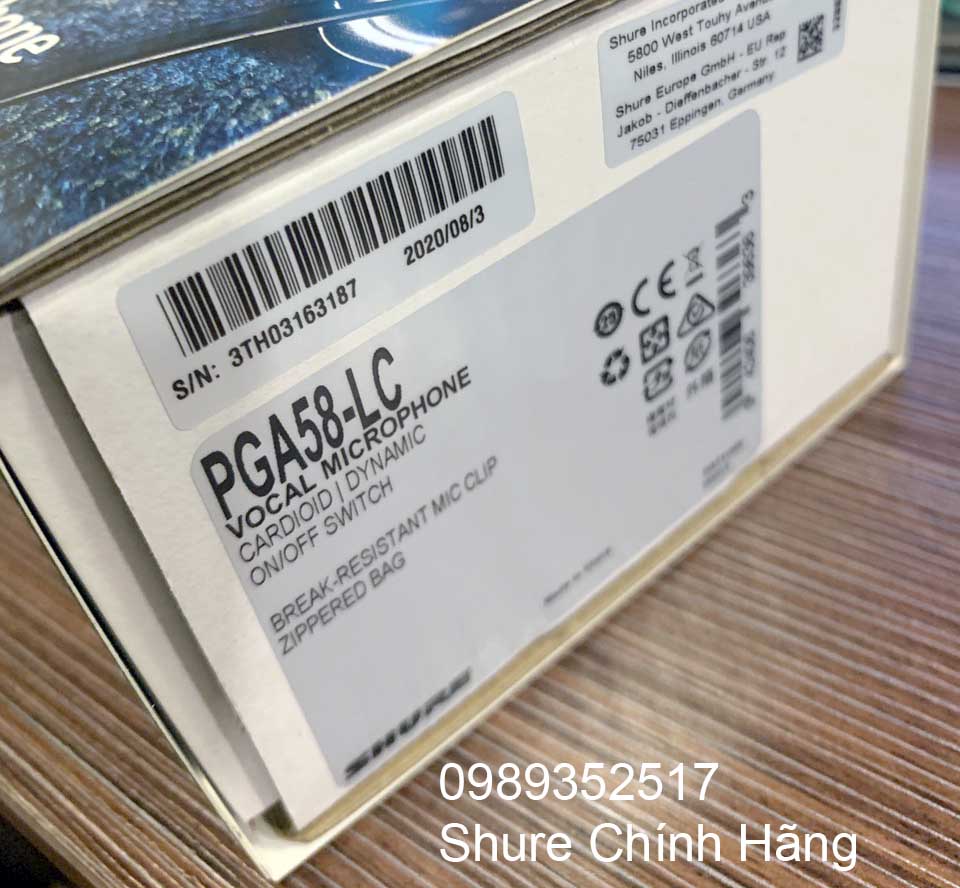 Shure Incorporated
5800 West Touhy Avenue
Niles, Illinois 60714 USA
Shure Europe GmbH - EU Rep
Jakob - Dieffenbacher - Str. 12
75031 Eppingen, Germany
2020/08/3
S/N: 3TH03163187
PGA58-LC
VOCAL MICROPHONE
CARDIOID | DYNAMIC
ON/OFF SWITCH
BREAK-RESISTANT MIC CLIP
ZIPPERED BAG
SHURE
0989352517
Shure Chính Hãng